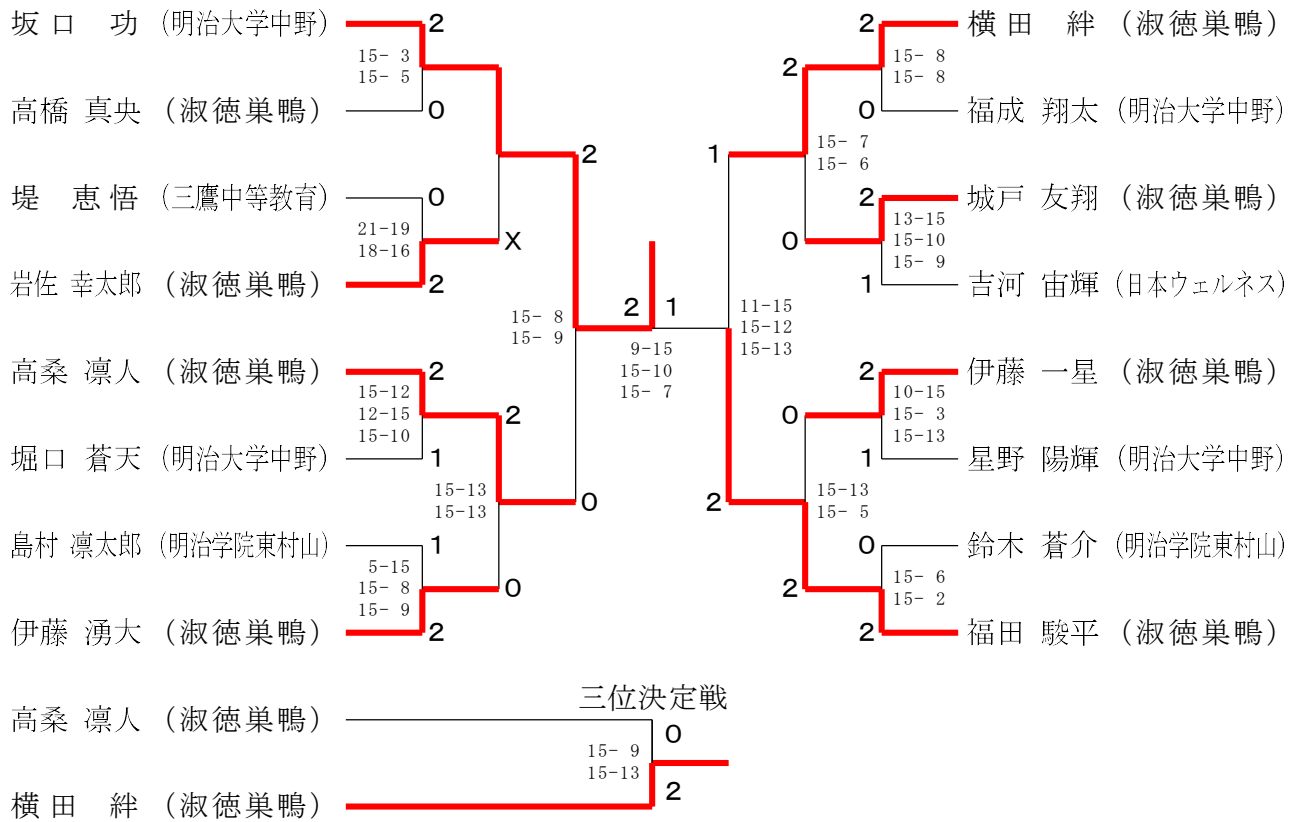 坂口 功 (明治大学中野) 2
15- 3
15- 5
高橋 真央 (淑徳巣鴨) 0
2
堤 恵悟 (三鷹中等教育) 0
21-19
18-16
X
岩佐 幸太郎 (淑徳巣鴨) 2
15- 8
15- 9
高桑 凛人 (淑徳巣鴨) 2
15-12
12-15
15-10
2
堀口 蒼天 (明治大学中野) 1
15-13
15-13
0
島村 凛太郎 (明治学院東村山) 1
5-15
15- 8
15- 9
0
伊藤 湧大 (淑徳巣鴨) 2
2 1
9-15
15-10
15- 7
2 横田 絆 (淑徳巣鴨)
2
15- 8
15- 8
0 福成 翔太 (明治大学中野)
1
15- 7
15- 6
2 城戸 友翔 (淑徳巣鴨)
0
13-15
15-10
15- 9
1 吉河 宙輝 (日本ウェルネス)
11-15
15-12
15-13
2 伊藤 一星 (淑徳巣鴨)
0
10-15
15- 3
15-13
1 星野 陽輝 (明治大学中野)
2
15-13
15- 5
0 鈴木 蒼介 (明治学院東村山)
2
15- 6
15- 2
2 福田 駿平 (淑徳巣鴨)
三位決定戦
高桑 凛人 (淑徳巣鴨) 0
15- 9
15-13
横田 絆 (淑徳巣鴨) 2